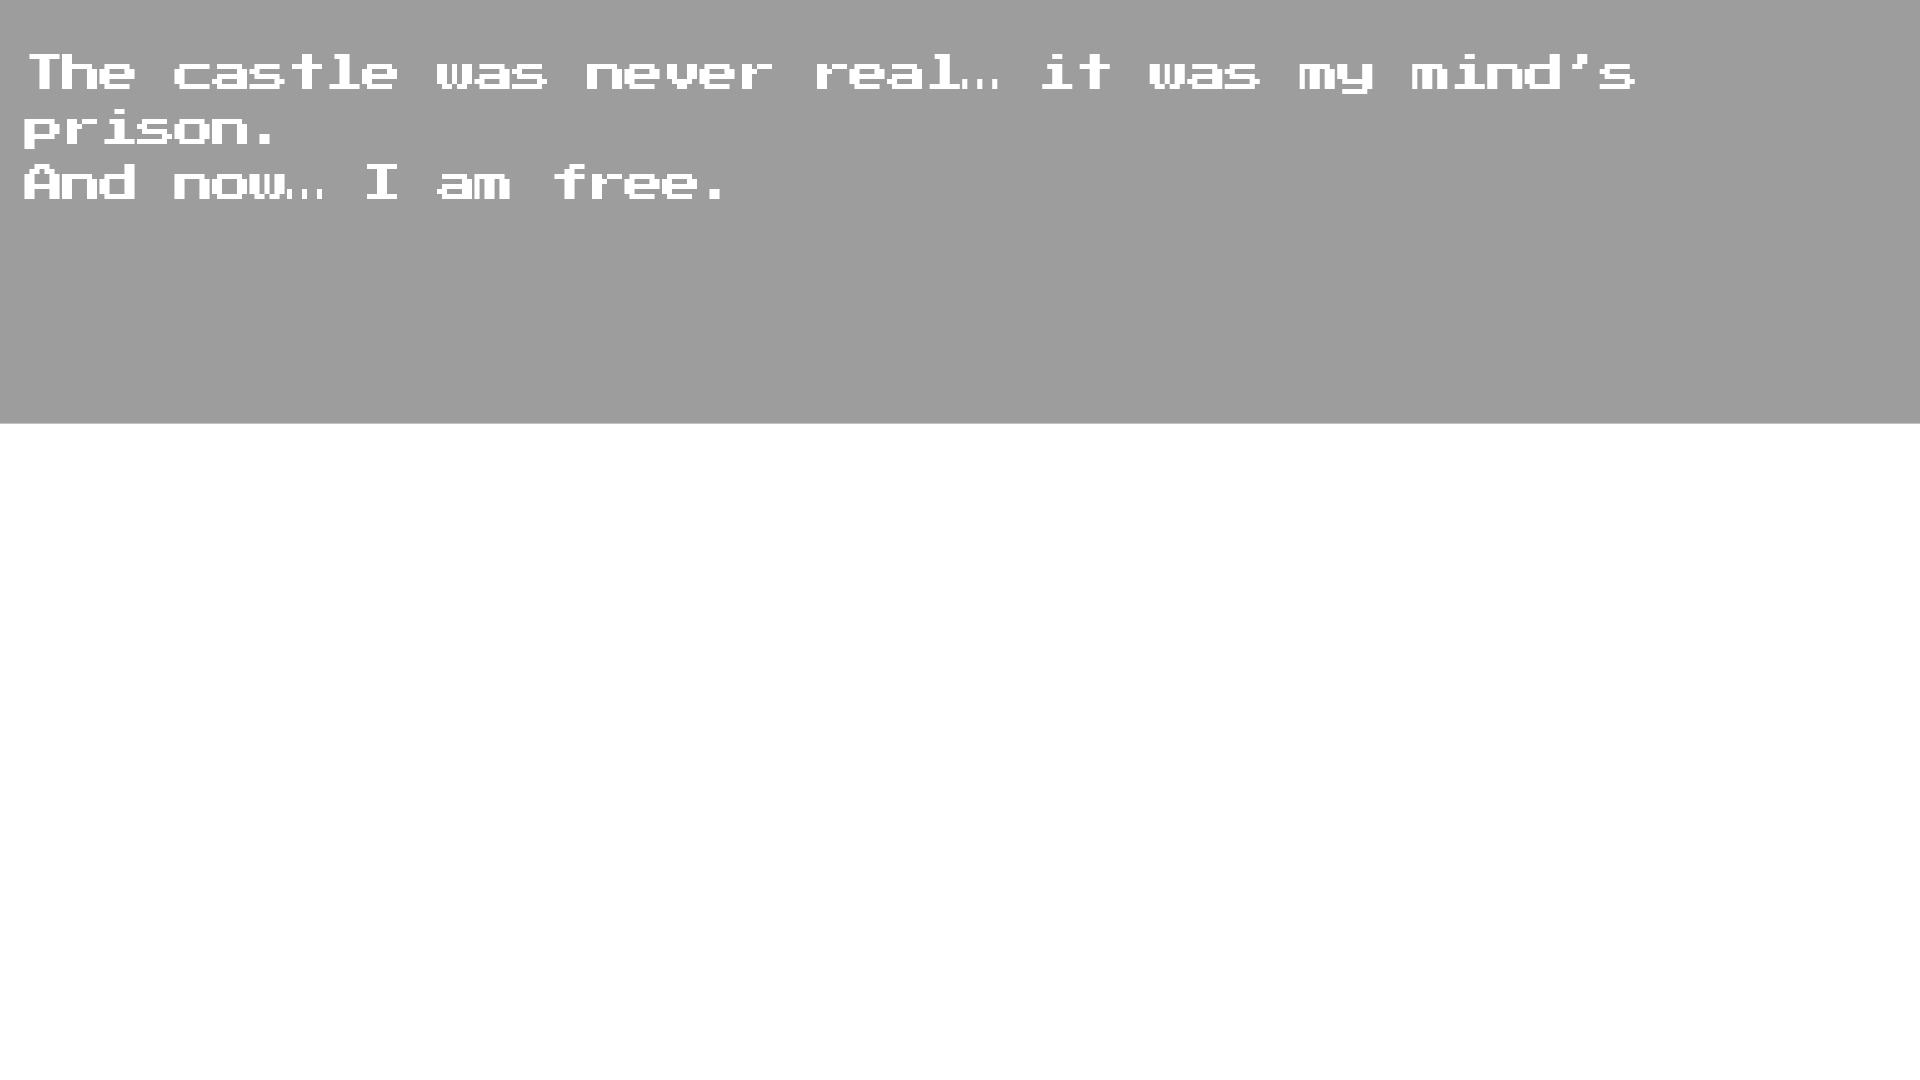 The castle was never real… it was my mind’s
prison.
And now… I am free.